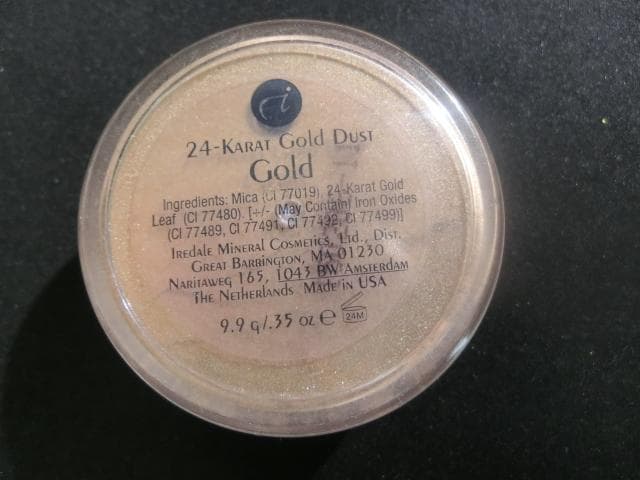 ji
24-Karat Gold Dust
Gold
Ingredients: Mica (CI 77019), 24-Karat Gold
Leaf (CI 77480). [+/- (May Contain) Iron Oxides
(CI 77489, CI 77491, CI 77492, CI 77499)]
Iredale Mineral Cosmetics, Ltd., Dist.
Great Barrington, MA 01230
Naritaweg 165, 1043 BW Amsterdam
The Netherlands Made in USA
9.9 g/.35 oz e 24M